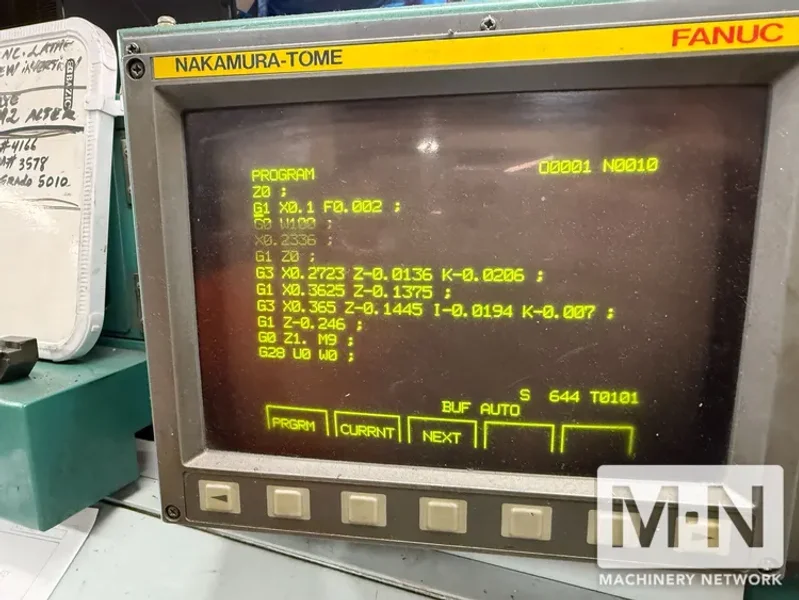 NAKAMURA-TOME
FANUC
PROGRAM
O0001 N0010
Z0 ;
G1 X0.1 F0.002 ;
G0 W100 ;
X0.2336 ;
G1 Z0 ;
G3 X0.2723 Z-0.0136 K-0.0206 ;
G1 X0.3625 Z-0.1375 ;
G3 X0.365 Z-0.1445 I-0.0194 K-0.007 ;
G1 Z-0.246 ;
G0 Z1. M9 ;
G28 U0 W0 ;
S 644 T0101
BUF AUTO
PRGRM
CURRNT
NEXT
NC. LATHE
#4166
#3578
5010
M-N
MACHINERY NETWORK